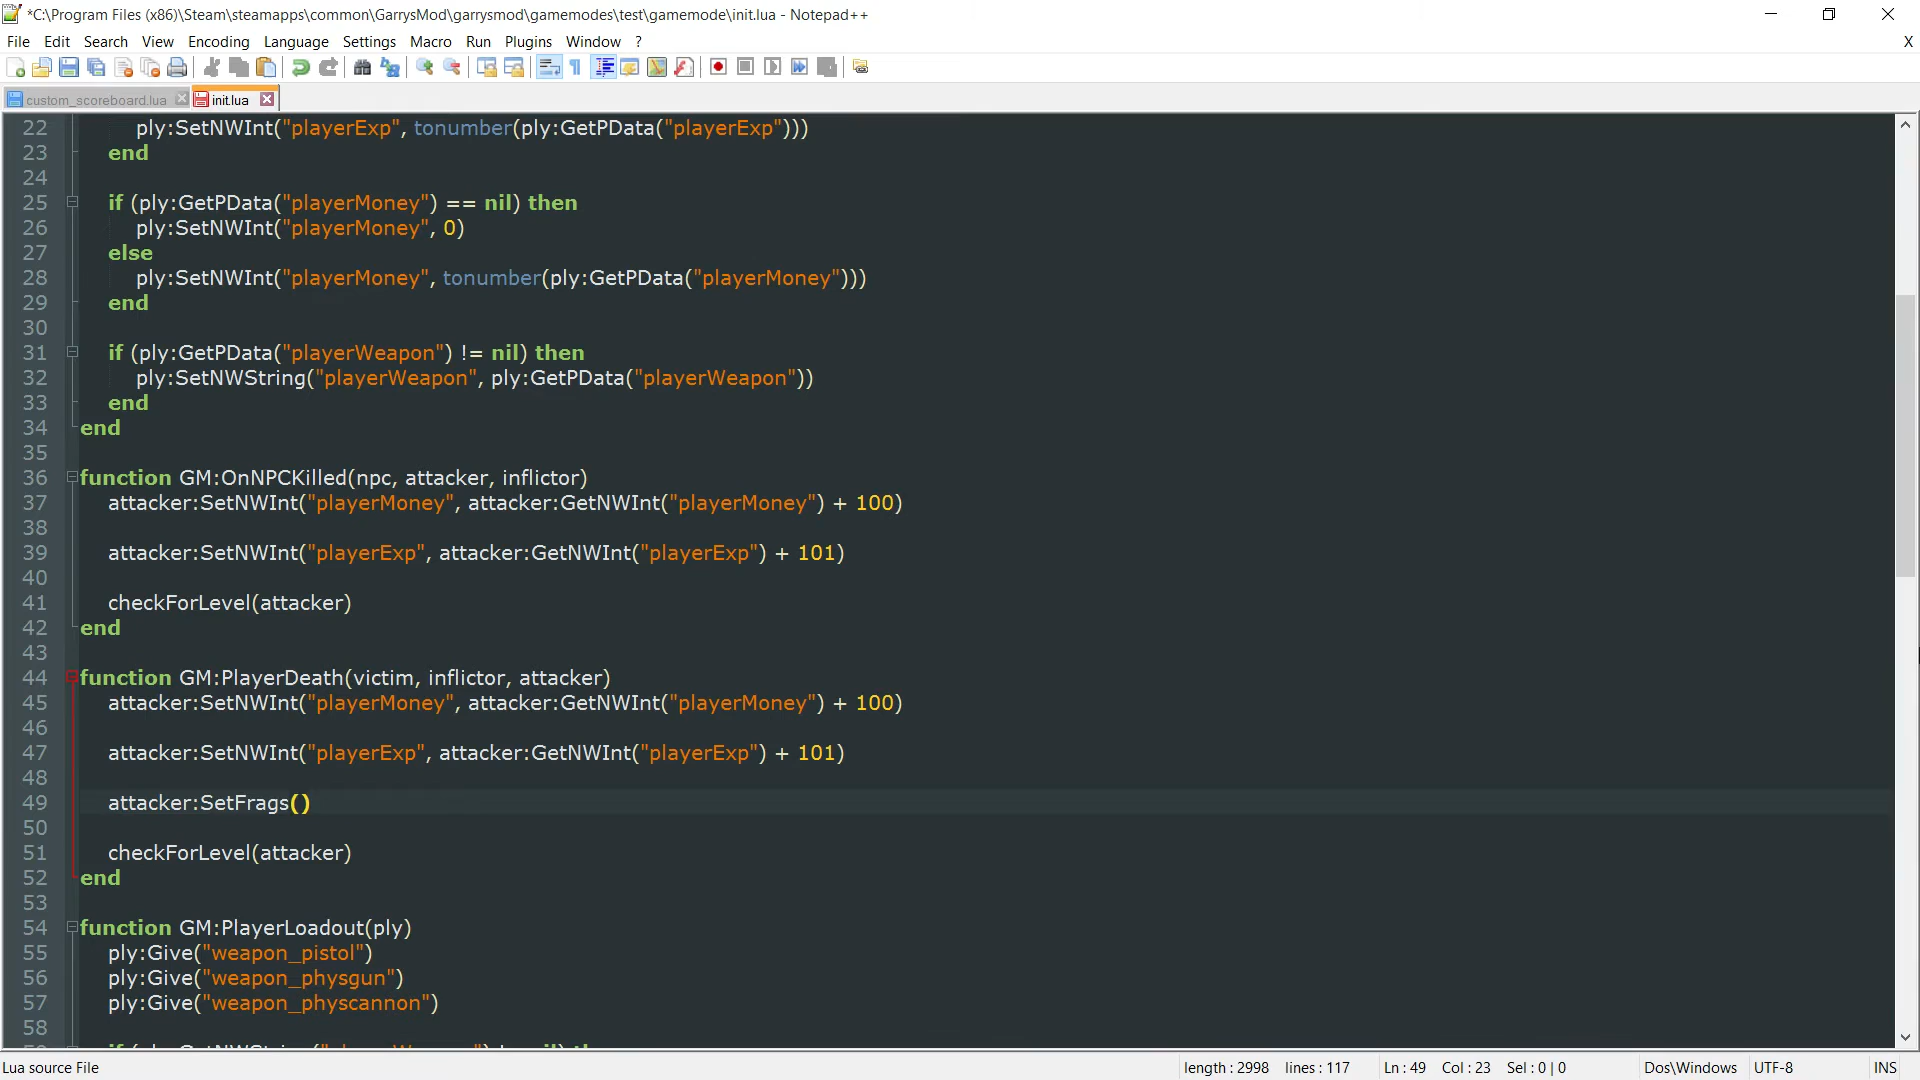 *C:\Program Files (x86)\Steam\steamapps\common\GarrysMod\garrysmod\gamemodes\test\gamemode\init.lua - Notepad++
File Edit Search View Encoding Language Settings Macro Run Plugins Window ? X
custom_scoreboard.lua init.lua
22 ply:SetNWInt("playerExp", tonumber(ply:GetPData("playerExp")))
23 end
24
25 if (ply:GetPData("playerMoney") == nil) then
26 ply:SetNWInt("playerMoney", 0)
27 else
28 ply:SetNWInt("playerMoney", tonumber(ply:GetPData("playerMoney")))
29 end
30
31 if (ply:GetPData("playerWeapon") != nil) then
32 ply:SetNWString("playerWeapon", ply:GetPData("playerWeapon"))
33 end
34 end
35
36 function GM:OnNPCKilled(npc, attacker, inflictor)
37 attacker:SetNWInt("playerMoney", attacker:GetNWInt("playerMoney") + 100)
38
39 attacker:SetNWInt("playerExp", attacker:GetNWInt("playerExp") + 101)
40
41 checkForLevel(attacker)
42 end
43
44 function GM:PlayerDeath(victim, inflictor, attacker)
45 attacker:SetNWInt("playerMoney", attacker:GetNWInt("playerMoney") + 100)
46
47 attacker:SetNWInt("playerExp", attacker:GetNWInt("playerExp") + 101)
48
49 attacker:SetFrags()
50
51 checkForLevel(attacker)
52 end
53
54 function GM:PlayerLoadout(ply)
55 ply:Give("weapon_pistol")
56 ply:Give("weapon_physgun")
57 ply:Give("weapon_physcannon")
58
Lua source File length : 2998 lines : 117 Ln : 49 Col : 23 Sel : 0 | 0 Dos\Windows UTF-8 INS